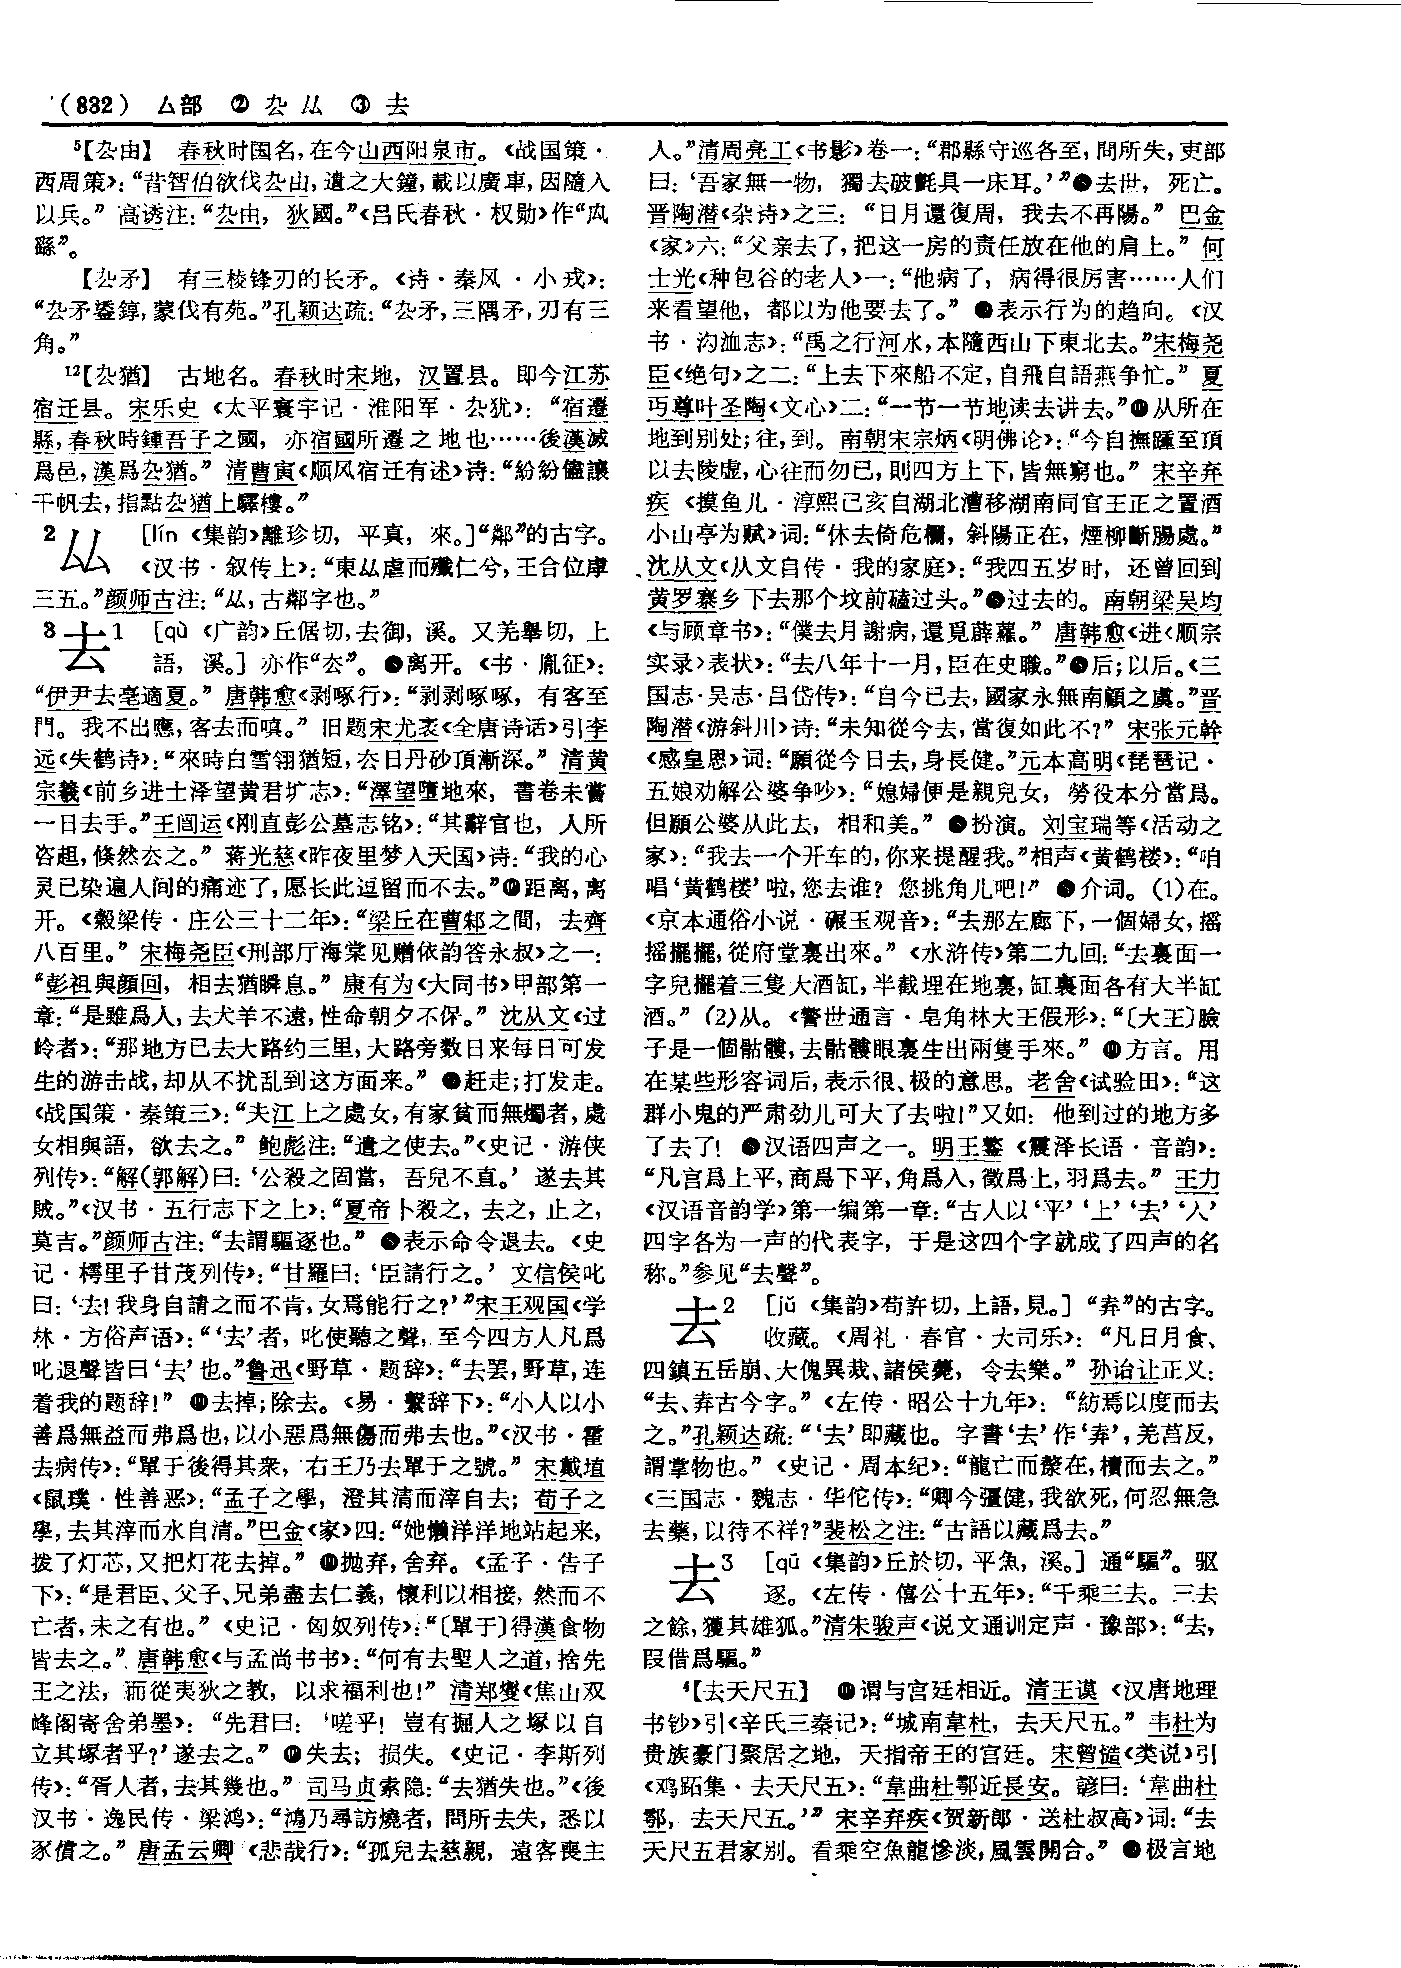 (832) 厶部 ② 厹 厸 ③ 去
⁵【厹由】 春秋时国名,在今山西阳泉市。《战国策·
西周策》:“昔智伯欲伐厹由,遺之大鐘,載以廣車,因隨入
以兵。”高诱注:“厹由,狄國。”《吕氏春秋·权勋》作“夙
繇”。
【厹矛】 有三棱锋刃的长矛。《诗·秦风·小戎》:
“厹矛鋈錞,蒙伐有苑。”孔颖达疏:“厹矛,三隅矛,刃有三
角。”
¹²【厹猶】 古地名。春秋时宋地,汉置县。即今江苏
宿迁县。宋乐史《太平寰宇记·淮阳军·厹犹》:“宿遷
縣,春秋時鍾吾子之國,亦宿國所遷之地也……後漢滅
爲邑,漢爲厹猶。”清曹寅《顺风宿迁有述》诗:“紛紛儘讓
千帆去,指點厹猶上驛樓。”
2 厸 [lín《集韵》離珍切,平真,來。]“鄰”的古字。
《汉书·叙传上》:“東厸虐而殲仁兮,王合位虖
三五。”颜师古注:“厸,古鄰字也。”
3 去1 [qù《广韵》丘倨切,去御,溪。又羌舉切,上
語,溪。] 亦作“厺”。❶离开。《书·胤征》:
“伊尹去亳適夏。”唐韩愈《剥啄行》:“剥剥啄啄,有客至
門。我不出應,客去而嗔。”旧题宋尤袤《全唐诗话》引李
远《失鹤诗》:“來時白雪翎猶短,厺日丹砂頂漸深。”清黄
宗羲《前乡进士泽望黄君圹志》:“澤望墮地來,書卷未嘗
一日去手。”王闿运《刚直彭公墓志铭》:“其辭官也,人所
咨趄,倏然厺之。”蒋光慈《昨夜里梦入天国》诗:“我的心
灵已染遍人间的痛迹了,愿长此逗留而不去。”❷距离,离
开。《穀梁传·庄公三十二年》:“梁丘在曹邾之間,去齊
八百里。”宋梅尧臣《刑部厅海棠见赠依韵答永叔》之一:
“彭祖與顔回,相去猶瞬息。”康有为《大同书》甲部第一
章:“是雖爲人,去犬羊不遠,性命朝夕不保。”沈从文《过
岭者》:“那地方已去大路约三里,大路旁数日来每日可发
生的游击战,却从不扰乱到这方面来。”❸赶走;打发走。
《战国策·秦策三》:“夫江上之處女,有家貧而無燭者,處
女相與語,欲去之。”鲍彪注:“遣之使去。”《史记·游侠
列传》:“解(郭解)曰:‘公殺之固當,吾兒不直。’遂去其
賊。”《汉书·五行志下之上》:“夏帝卜殺之,去之,止之,
莫吉。”颜师古注:“去謂驅逐也。”❹表示命令退去。《史
记·樗里子甘茂列传》:“甘羅曰:‘臣請行之。’文信侯叱
曰:‘去!我身自請之而不肯,女焉能行之?’”宋王观国《学
林·方俗声语》:“‘去’者,叱使聽之聲,至今四方人凡爲
叱退聲皆曰‘去’也。”鲁迅《野草·题辞》:“去罢,野草,连
着我的题辞!”❺去掉;除去。《易·繫辞下》:“小人以小
善爲無益而弗爲也,以小惡爲無傷而弗去也。”《汉书·霍
去病传》:“單于後得其衆,右王乃去單于之號。”宋戴埴
《鼠璞·性善恶》:“孟子之學,澄其清而滓自去;荀子之
學,去其滓而水自清。”巴金《家》四:“她懒洋洋地站起来,
拨了灯芯,又把灯花去掉。”❻抛弃,舍弃。《孟子·告子
下》:“是君臣、父子、兄弟盡去仁義,懷利以相接,然而不
亡者,未之有也。”《史记·匈奴列传》:“〔單于〕得漢食物
皆去之。”唐韩愈《与孟尚书书》:“何有去聖人之道,捨先
王之法,而從夷狄之教,以求福利也!”清郑燮《焦山双
峰阁寄舍弟墨》:“先君曰:‘嗟乎!豈有掘人之塚以自
立其塚者乎?’遂去之。”❼失去;损失。《史记·李斯列
传》:“胥人者,去其幾也。”司马贞索隐:“去猶失也。”《後
汉书·逸民传·梁鸿》:“鴻乃尋訪燒者,問所去失,悉以
豕償之。”唐孟云卿《悲哉行》:“孤兒去慈親,遠客喪主
人。”清周亮工《书影》卷一:“郡縣守巡各至,問所失,吏部
曰:‘吾家無一物,獨去破氈具一床耳。’”❽去世,死亡。
晋陶潜《杂诗》之三:“日月還復周,我去不再陽。”巴金
《家》六:“父亲去了,把这一房的责任放在他的肩上。”何
士光《种包谷的老人》一:“他病了,病得很厉害……人们
来看望他,都以为他要去了。”❾表示行为的趋向。《汉
书·沟洫志》:“禹之行河水,本隨西山下東北去。”宋梅尧
臣《绝句》之二:“上去下來船不定,自飛自語燕争忙。”夏
丏尊叶圣陶《文心》二:“一节一节地读去讲去。”❿从所在
地到别处;往,到。南朝宋宗炳《明佛论》:“今自撫踵至頂
以去陵虚,心往而勿已,則四方上下,皆無窮也。”宋辛弃
疾《摸鱼儿·淳熙己亥自湖北漕移湖南同官王正之置酒
小山亭为赋》词:“休去倚危欄,斜陽正在,煙柳斷腸處。”
沈从文《从文自传·我的家庭》:“我四五岁时,还曾回到
黄罗寨乡下去那个坟前磕过头。”⓫过去的。南朝梁吴均
《与顾章书》:“僕去月謝病,還覓薜蘿。”唐韩愈《进〈顺宗
实录〉表状》:“去八年十一月,臣在史職。”⓬后;以后。《三
国志·吴志·吕岱传》:“自今已去,國家永無南顧之虞。”晋
陶潜《游斜川》诗:“未知從今去,當復如此不?”宋张元幹
《感皇恩》词:“願從今日去,身長健。”元本高明《琵琶记·
五娘劝解公婆争吵》:“媳婦便是親兒女,勞役本分當爲。
但願公婆从此去,相和美。”⓭扮演。刘宝瑞等《活动之
家》:“我去一个开车的,你来提醒我。”相声《黄鹤楼》:“咱
唱‘黄鹤楼’啦,您去谁?您挑角儿吧!”⓮介词。(1)在。
《京本通俗小说·碾玉观音》:“去那左廊下,一個婦女,摇
摇擺擺,從府堂裏出來。”《水浒传》第二九回:“去裏面一
字兒擺着三隻大酒缸,半截埋在地裏,缸裏面各有大半缸
酒。”(2)从。《警世通言·皂角林大王假形》:“〔大王〕臉
子是一個骷髏,去骷髏眼裏生出兩隻手來。”⓯方言。用
在某些形容词后,表示很、极的意思。老舍《试验田》:“这
群小鬼的严肃劲儿可大了去啦!”又如:他到过的地方多
了去了!⓰汉语四声之一。明王鏊《震泽长语·音韵》:
“凡宫爲上平,商爲下平,角爲入,徵爲上,羽爲去。”王力
《汉语音韵学》第一编第一章:“古人以‘平’‘上’‘去’‘入’
四字各为一声的代表字,于是这四个字就成了四声的名
称。”参见“去聲”。
去2 [jǔ《集韵》苟許切,上語,見。]“弆”的古字。
收藏。《周礼·春官·大司乐》:“凡日月食、
四鎮五岳崩、大傀異烖、諸侯薨,令去樂。”孙诒让正义:
“去、弆古今字。”《左传·昭公十九年》:“紡焉以度而去
之。”孔颖达疏:“‘去’即藏也。字書‘去’作‘弆’,羌莒反,
謂掌物也。”《史记·周本纪》:“龍亡而漦在,櫝而去之。”
《三国志·魏志·华佗传》:“卿今彊健,我欲死,何忍無急
去藥,以待不祥?”裴松之注:“古語以藏爲去。”
去3 [qū《集韵》丘於切,平魚,溪。] 通“驅”。驱
逐。《左传·僖公十五年》:“千乘三去。三去
之餘,獲其雄狐。”清朱骏声《说文通训定声·豫部》:“去,
叚借爲驅。”
⁴【去天尺五】 ❶谓与宫廷相近。清王谟《汉唐地理
书钞》引《辛氏三秦记》:“城南韋杜,去天尺五。”韦杜为
贵族豪门聚居之地,天指帝王的宫廷。宋曾慥《类说》引
《鸡跖集·去天尺五》:“韋曲杜鄠近長安。諺曰:‘韋曲杜
鄠,去天尺五。’”宋辛弃疾《贺新郎·送杜叔高》词:“去
天尺五君家别。看乘空魚龍慘淡,風雲開合。”❷极言地